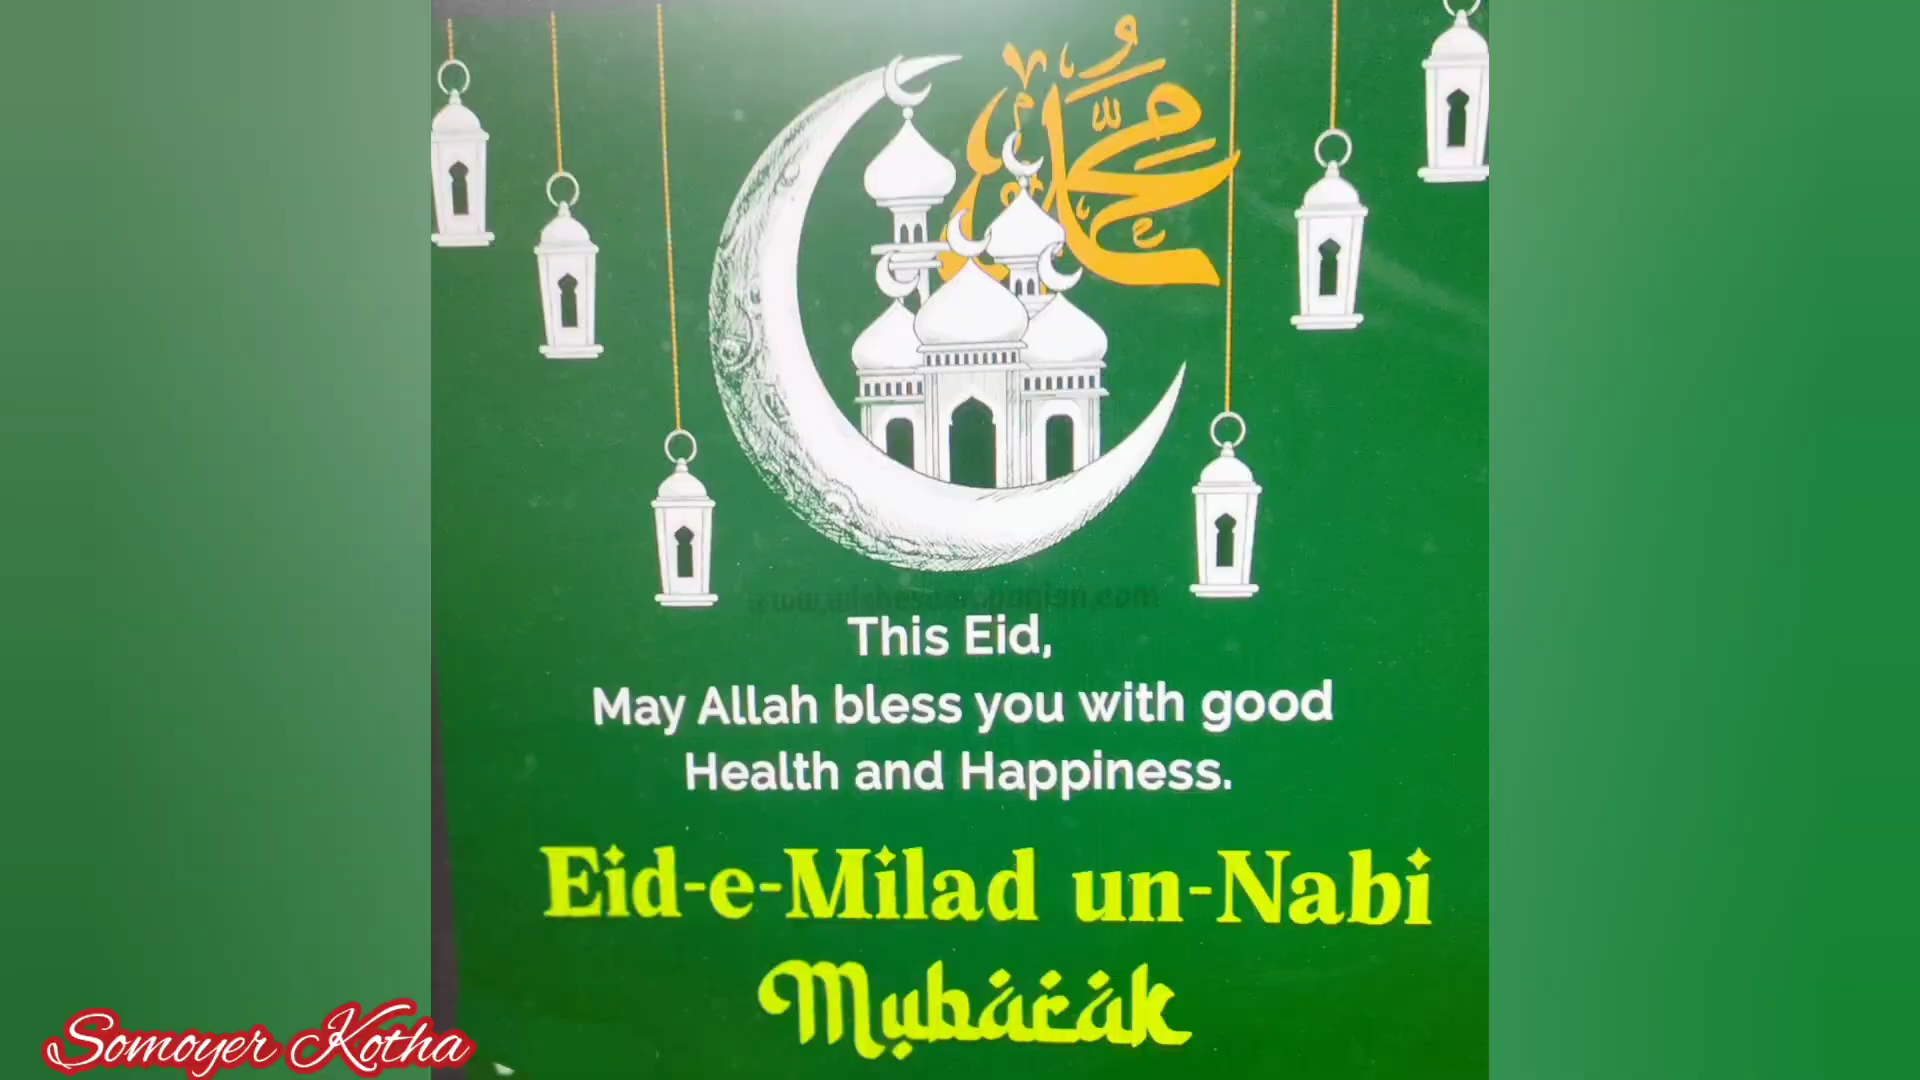 محمد
This Eid,
May Allah bless you with good
Health and Happiness.
Eid-e-Milad un-Nabi
Mubarak
Somoyer Kotha